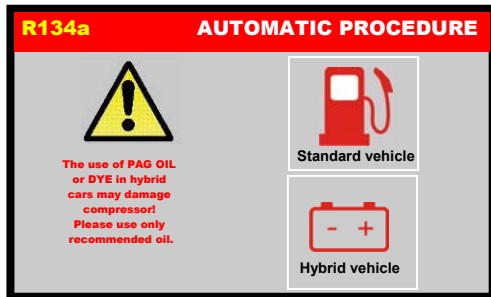 R134a AUTOMATIC PROCEDURE
The use of PAG OIL
or DYE in hybrid
cars may damage
compressor!
Please use only
recommended oil.
Standard vehicle
- +
Hybrid vehicle